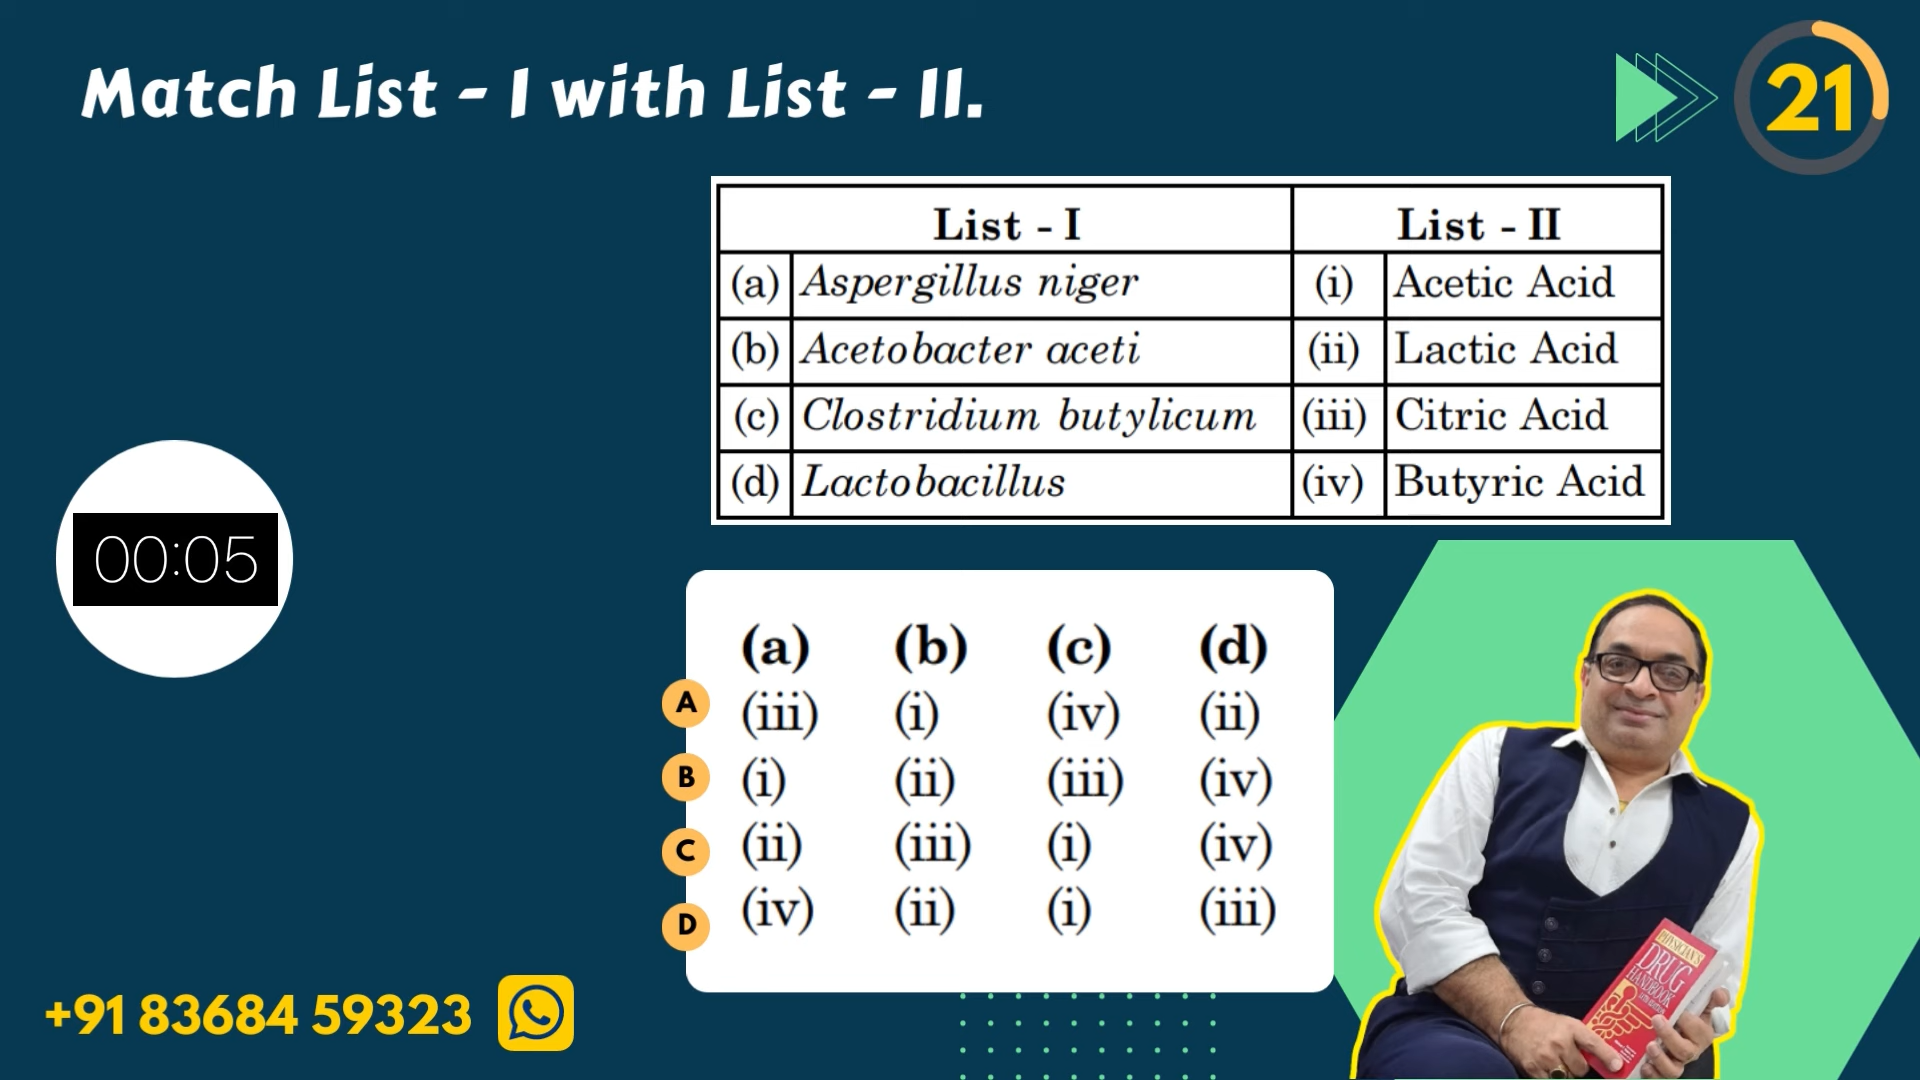 Match List - I with List - II.
21
List - I List - II
(a) Aspergillus niger (i) Acetic Acid
(b) Acetobacter aceti (ii) Lactic Acid
(c) Clostridium butylicum (iii) Citric Acid
(d) Lactobacillus (iv) Butyric Acid
00:05
(a) (b) (c) (d)
A (iii) (i) (iv) (ii)
B (i) (ii) (iii) (iv)
C (ii) (iii) (i) (iv)
D (iv) (ii) (i) (iii)
PHYSICIAN'S
DRUG
HANDBOOK
+91 83684 59323